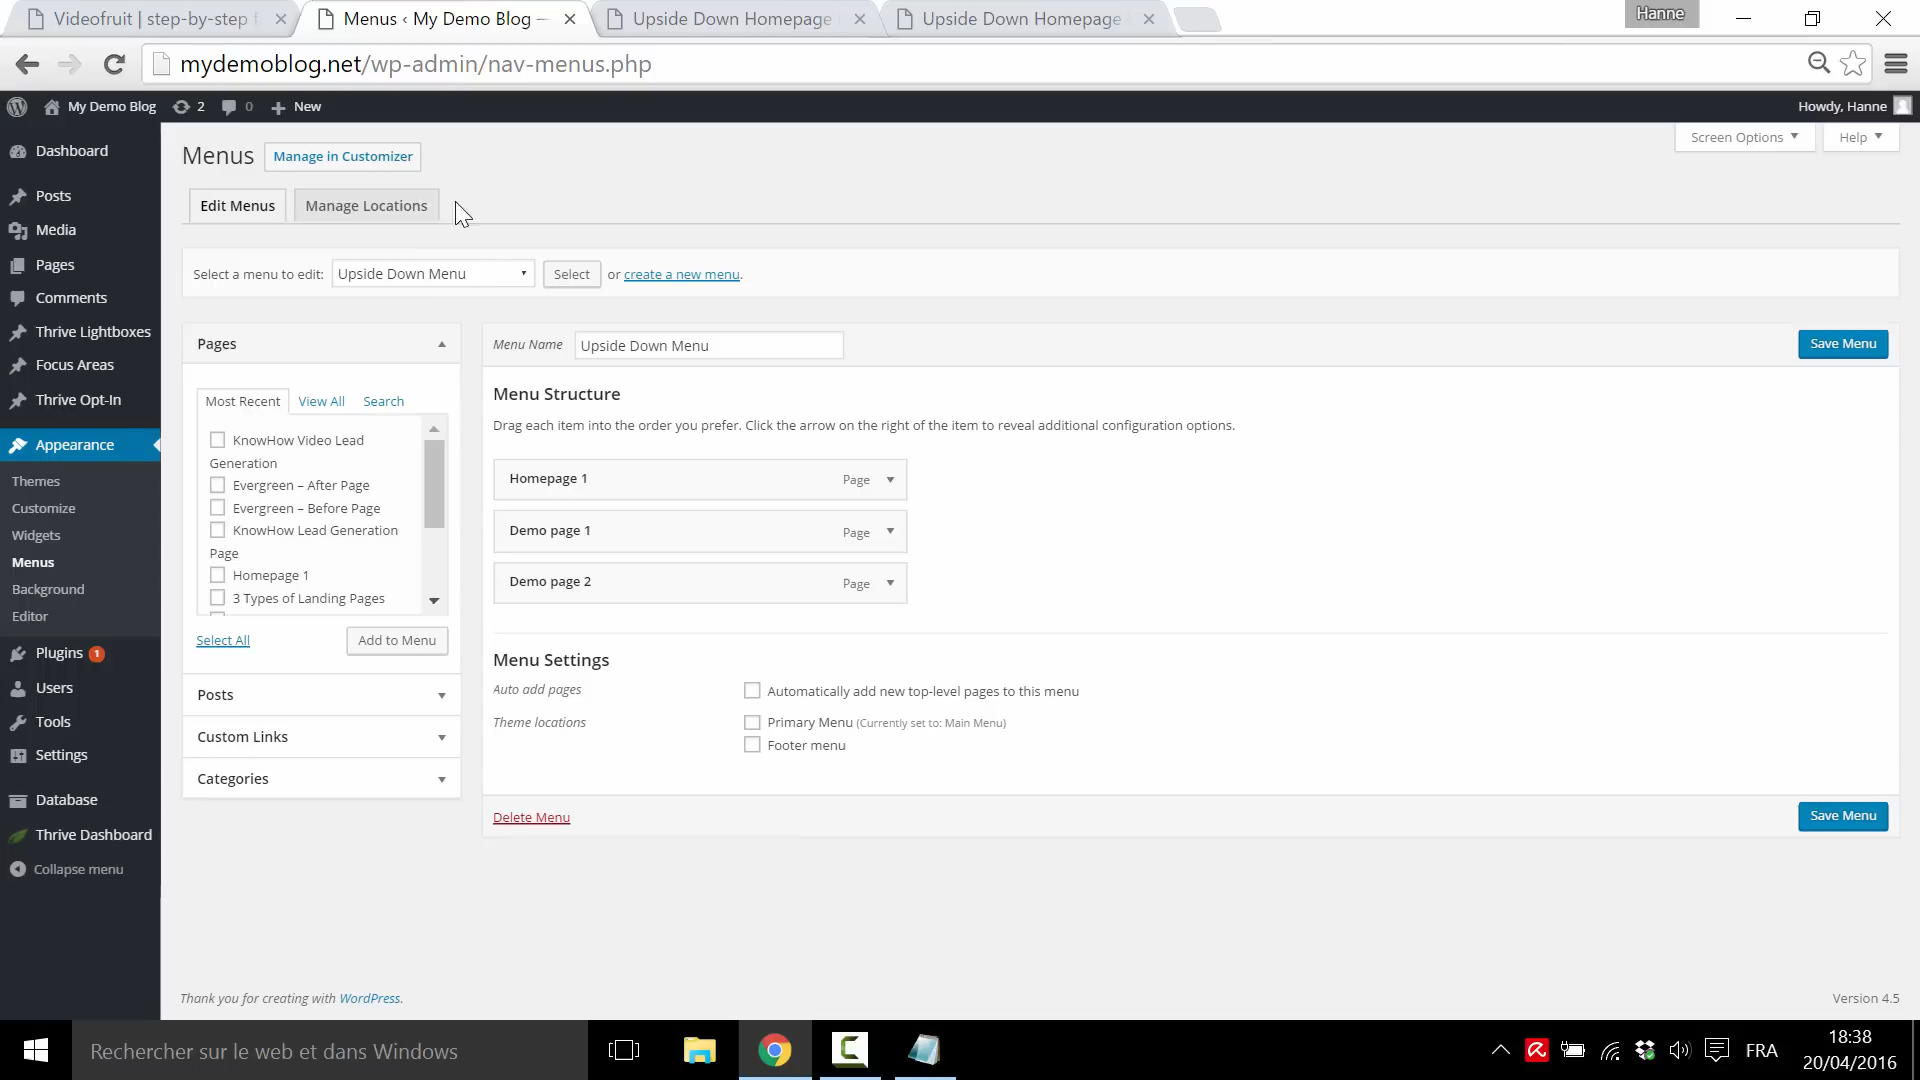 Videofruit | step-by-step f
Menus ‹ My Demo Blog —
Upside Down Homepage
Upside Down Homepage
Hanne
mydemoblog.net/wp-admin/nav-menus.php
My Demo Blog
2
0
New
Howdy, Hanne
Dashboard
Posts
Media
Pages
Comments
Thrive Lightboxes
Focus Areas
Thrive Opt-In
Appearance
Themes
Customize
Widgets
Menus
Background
Editor
Plugins 1
Users
Tools
Settings
Database
Thrive Dashboard
Collapse menu
Menus
Manage in Customizer
Screen Options
Help
Edit Menus
Manage Locations
Select a menu to edit: Upside Down Menu Select or create a new menu.
Pages
Most Recent View All Search
KnowHow Video Lead
Generation
Evergreen – After Page
Evergreen – Before Page
KnowHow Lead Generation
Page
Homepage 1
3 Types of Landing Pages
Select All
Add to Menu
Posts
Custom Links
Categories
Menu Name Upside Down Menu
Save Menu
Menu Structure
Drag each item into the order you prefer. Click the arrow on the right of the item to reveal additional configuration options.
Homepage 1 Page
Demo page 1 Page
Demo page 2 Page
Menu Settings
Auto add pages
Automatically add new top-level pages to this menu
Theme locations
Primary Menu (Currently set to: Main Menu)
Footer menu
Delete Menu
Save Menu
Thank you for creating with WordPress.
Version 4.5
Rechercher sur le web et dans Windows
FRA
18:38
20/04/2016